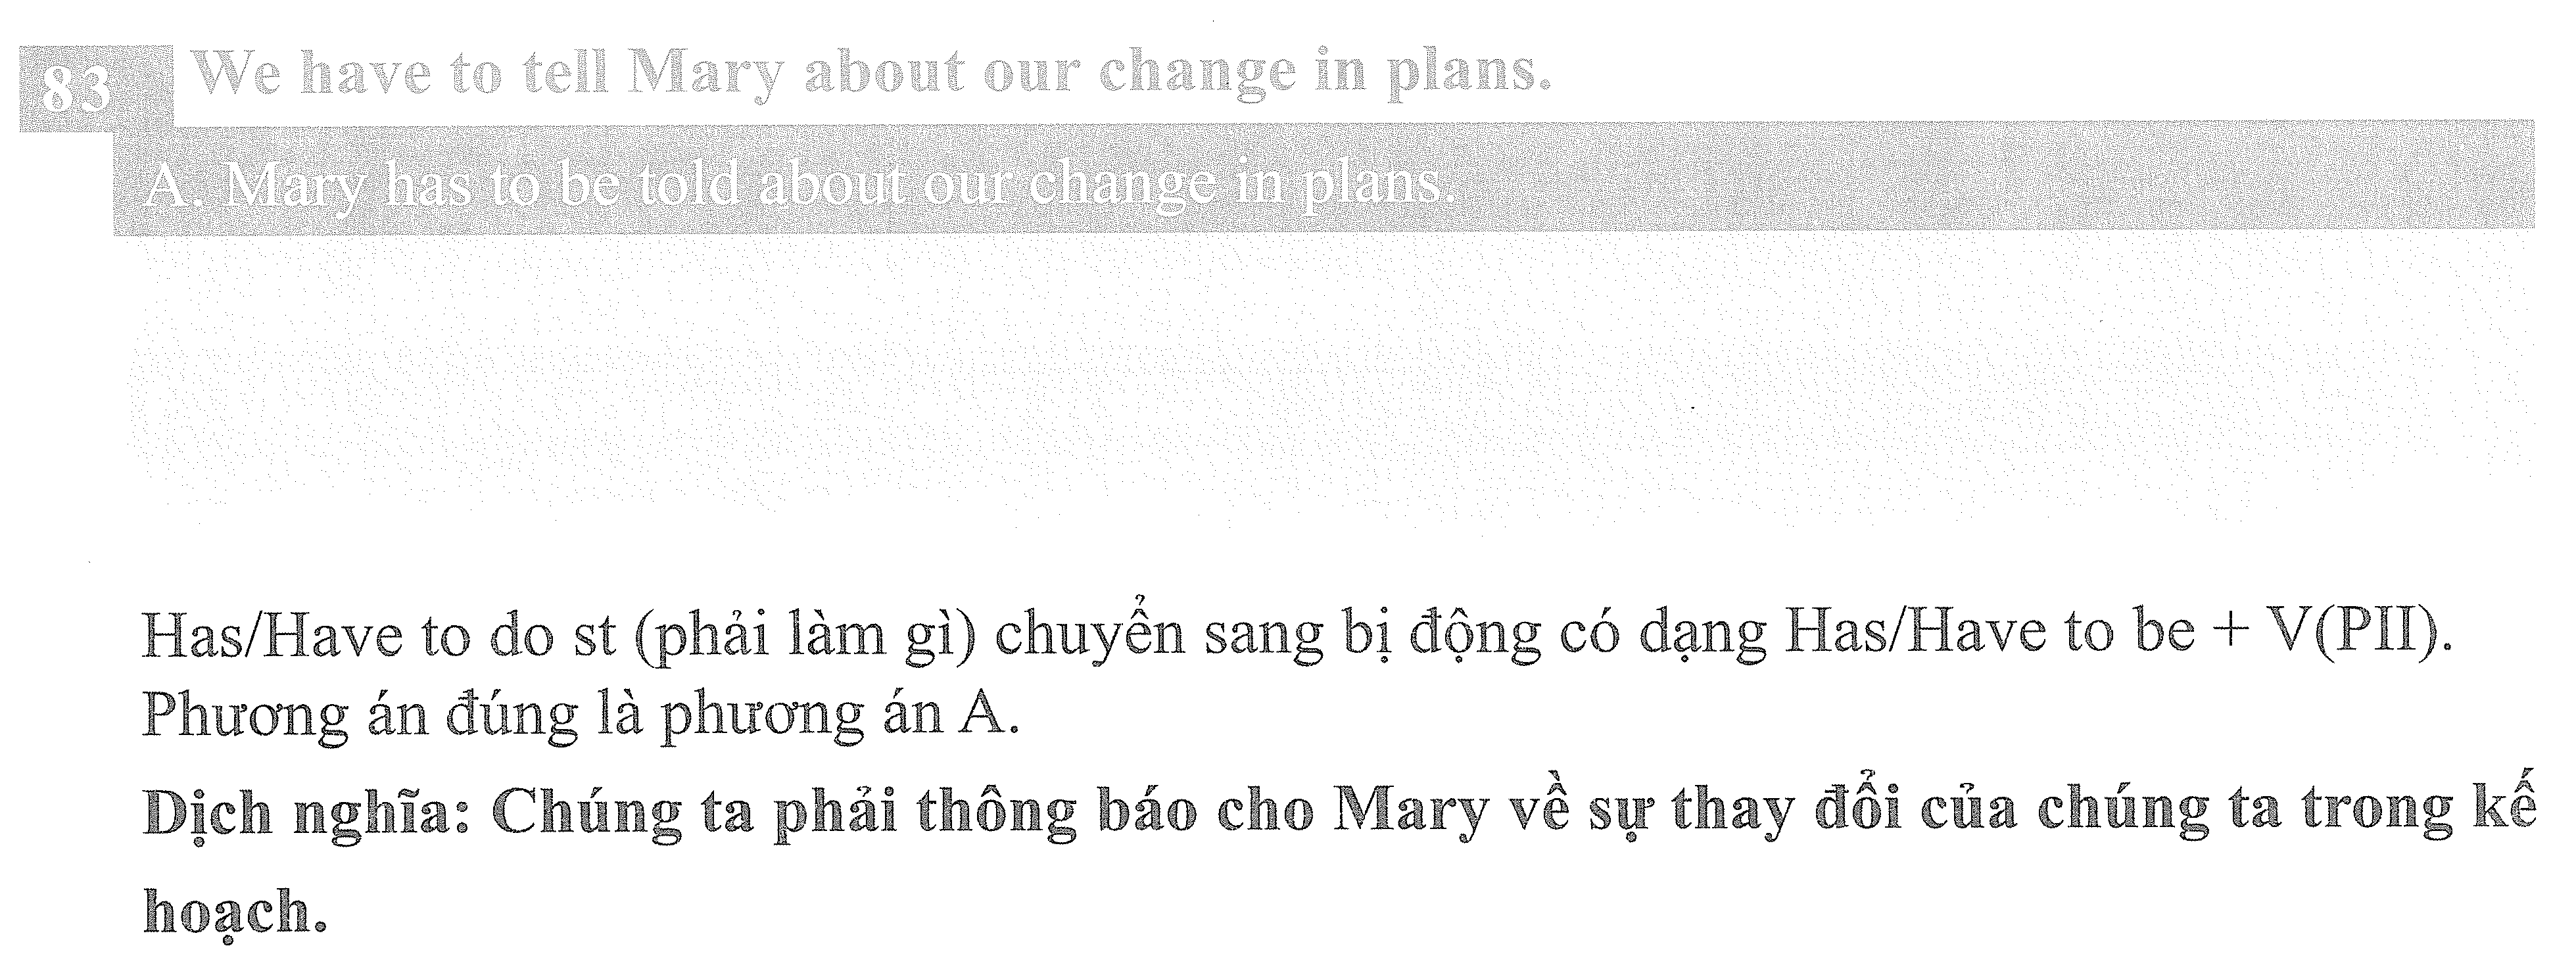 83 We have to tell Mary about our change in plans.
A. Mary has to be told about our change in plans.
Has/Have to do st (phải làm gì) chuyển sang bị động có dạng Has/Have to be + V(PII).
Phương án đúng là phương án A.
Dịch nghĩa: Chúng ta phải thông báo cho Mary về sự thay đổi của chúng ta trong kế
hoạch.